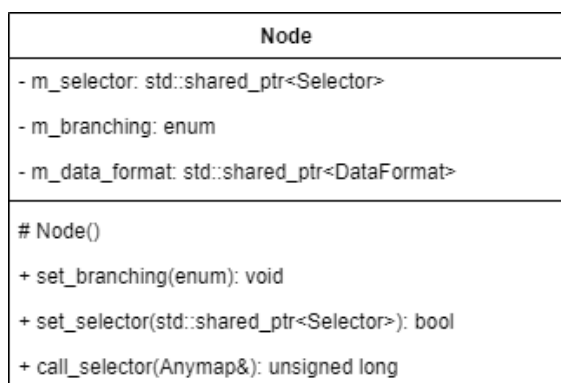 Node
- m_selector: std::shared_ptr<Selector>
- m_branching: enum
- m_data_format: std::shared_ptr<DataFormat>
# Node()
+ set_branching(enum): void
+ set_selector(std::shared_ptr<Selector>): bool
+ call_selector(Anymap&): unsigned long